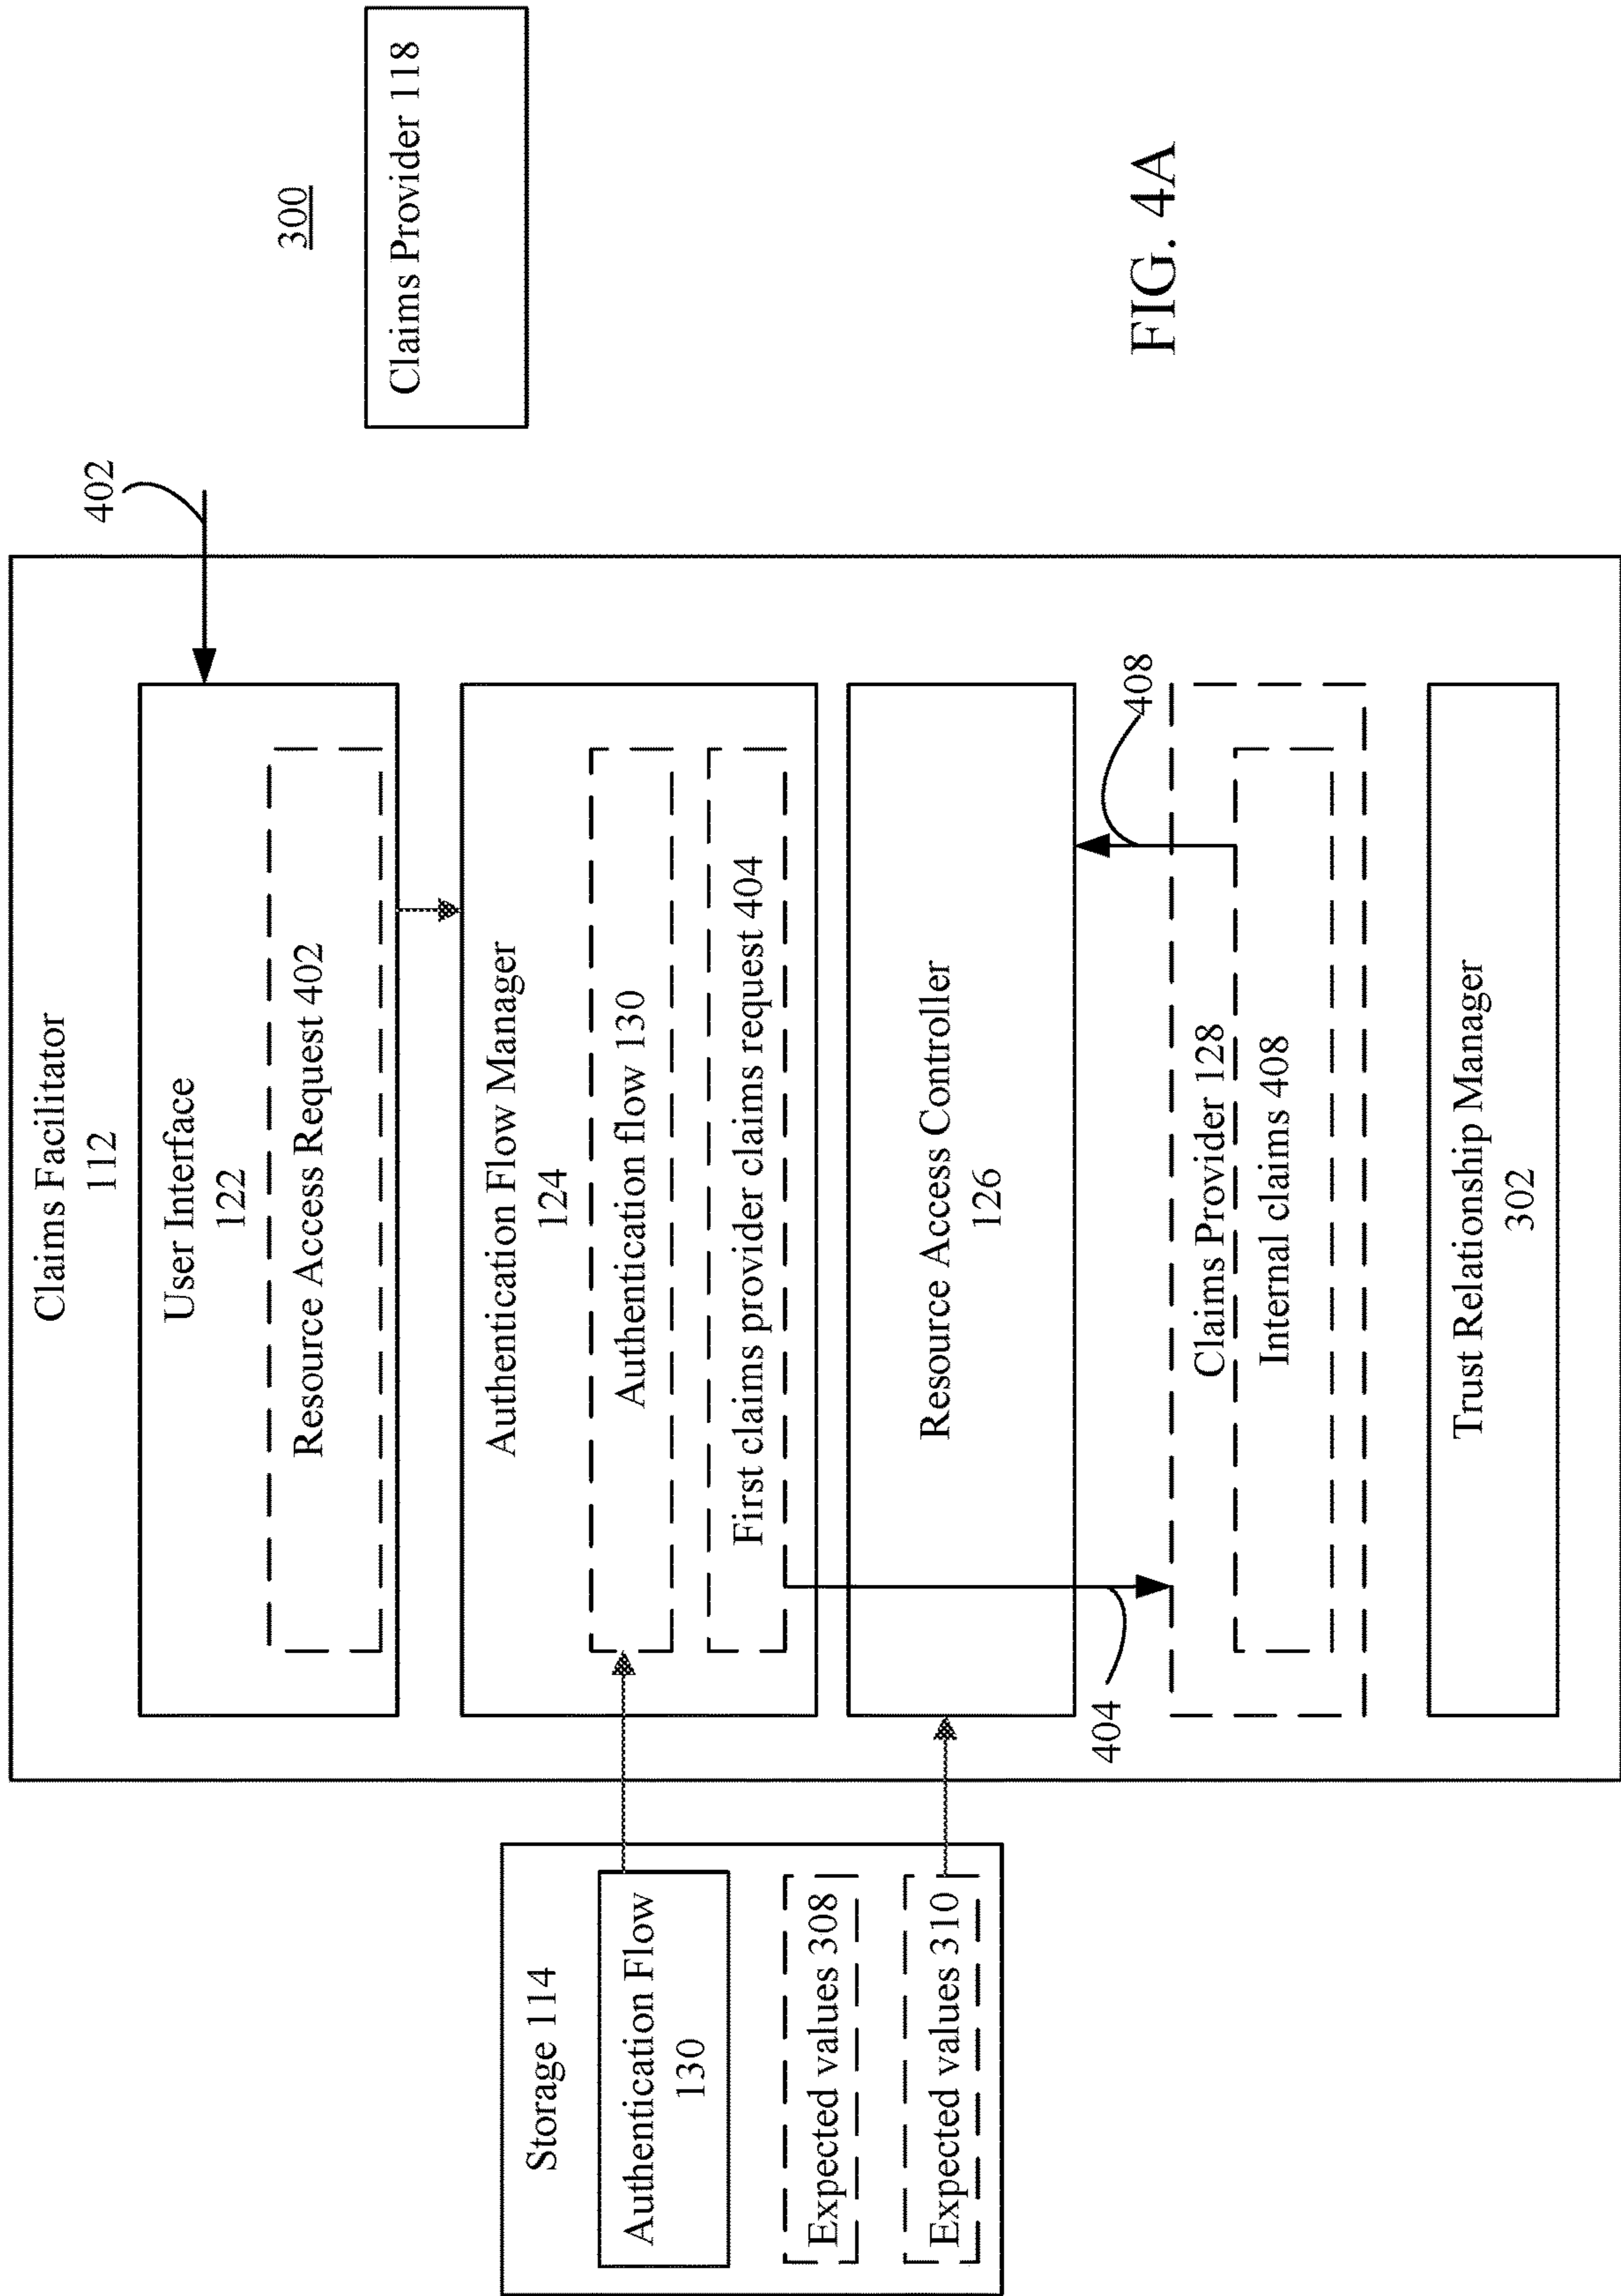 Claims Facilitator
112
User Interface
122
Resource Access Request 402
402
300
Claims Provider 118
Storage 114
Authentication Flow
130
Expected values 308
Expected values 310
Authentication Flow Manager
124
Authentication flow 130
First claims provider claims request 404
Resource Access Controller
126
404
408
Claims Provider 128
Internal claims 408
Trust Relationship Manager
302
FIG. 4A